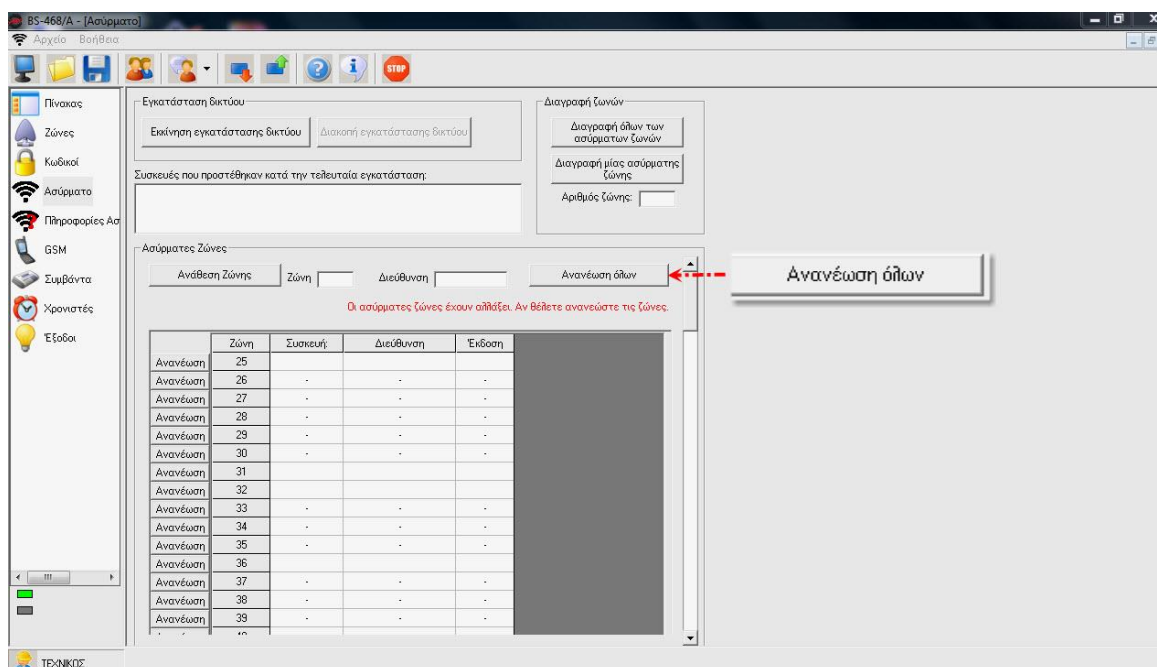 BS-468/A - [Ασύρματο]
Αρχείο Βοήθεια
STOP
Πίνακας
Ζώνες
Κωδικοί
Ασύρματο
Πληροφορίες Ασ
GSM
Συμβάντα
Χρονιστές
Έξοδοι
ΤΕΧΝΙΚΟΣ
Εγκατάσταση δικτύου
Εκκίνηση εγκατάστασης δικτύου Διακοπή εγκατάστασης δικτύου
Συσκευές που προστέθηκαν κατά την τελευταία εγκατάσταση:
Διαγραφή ζωνών
Διαγραφή όλων των
ασύρματων ζωνών
Διαγραφή μίας ασύρματης
ζώνης
Αριθμός ζώνης:
Ασύρματες Ζώνες
Ανάθεση Ζώνης Ζώνη Διεύθυνση Ανανέωση όλων
Ανανέωση όλων
Οι ασύρματες ζώνες έχουν αλλάξει. Αν θέλετε ανανεώστε τις ζώνες.
Ζώνη Συσκευή: Διεύθυνση Έκδοση
Ανανέωση 25
Ανανέωση 26 - - -
Ανανέωση 27 - - -
Ανανέωση 28 - - -
Ανανέωση 29 - - -
Ανανέωση 30 - - -
Ανανέωση 31
Ανανέωση 32
Ανανέωση 33 - - -
Ανανέωση 34 - - -
Ανανέωση 35 - - -
Ανανέωση 36
Ανανέωση 37 - - -
Ανανέωση 38 - - -
Ανανέωση 39 - - -